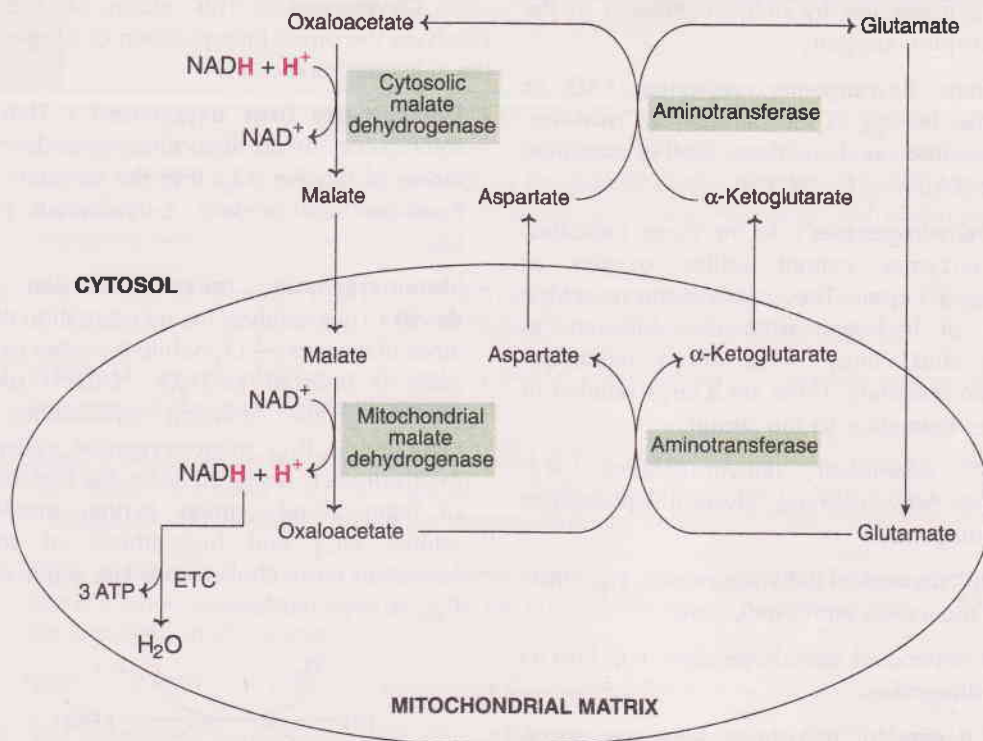 Oxaloacetate
Glutamate
NADH + H⁺
Cytosolic
malate
dehydrogenase
Aminotransferase
NAD⁺
Malate
Aspartate
α-Ketoglutarate
CYTOSOL
Malate
Aspartate
α-Ketoglutarate
NAD⁺
Mitochondrial
malate
dehydrogenase
Aminotransferase
NADH + H⁺
Oxaloacetate
Glutamate
3 ATP
ETC
H₂O
MITOCHONDRIAL MATRIX